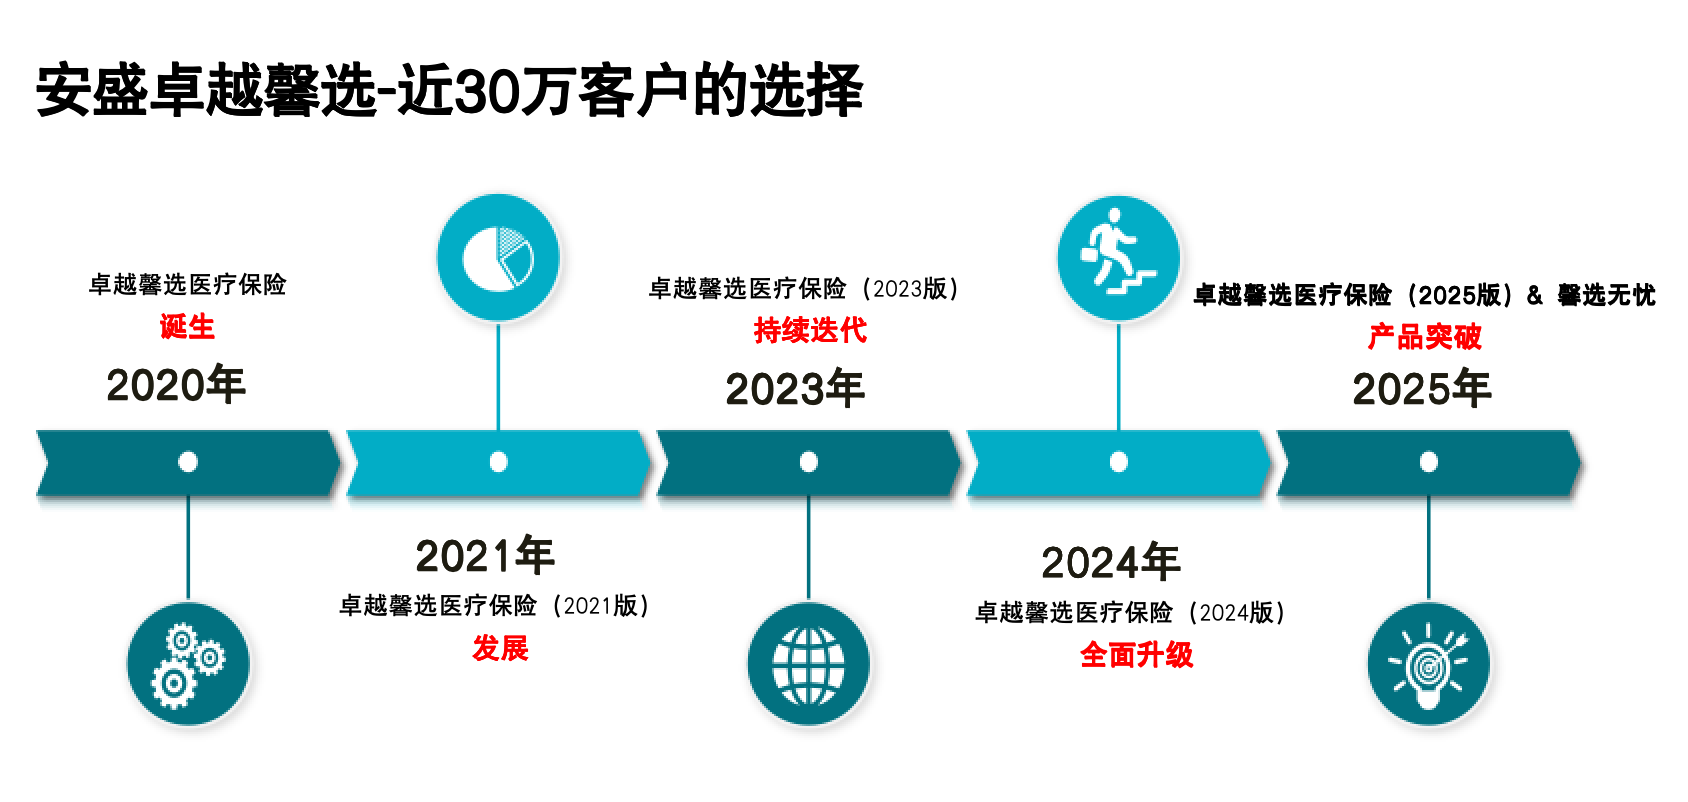 安盛卓越馨选-近30万客户的选择
卓越馨选医疗保险
诞生
2020年
2021年
卓越馨选医疗保险（2021版）
发展
卓越馨选医疗保险（2023版）
持续迭代
2023年
2024年
卓越馨选医疗保险（2024版）
全面升级
卓越馨选医疗保险（2025版）& 馨选无忧
产品突破
2025年